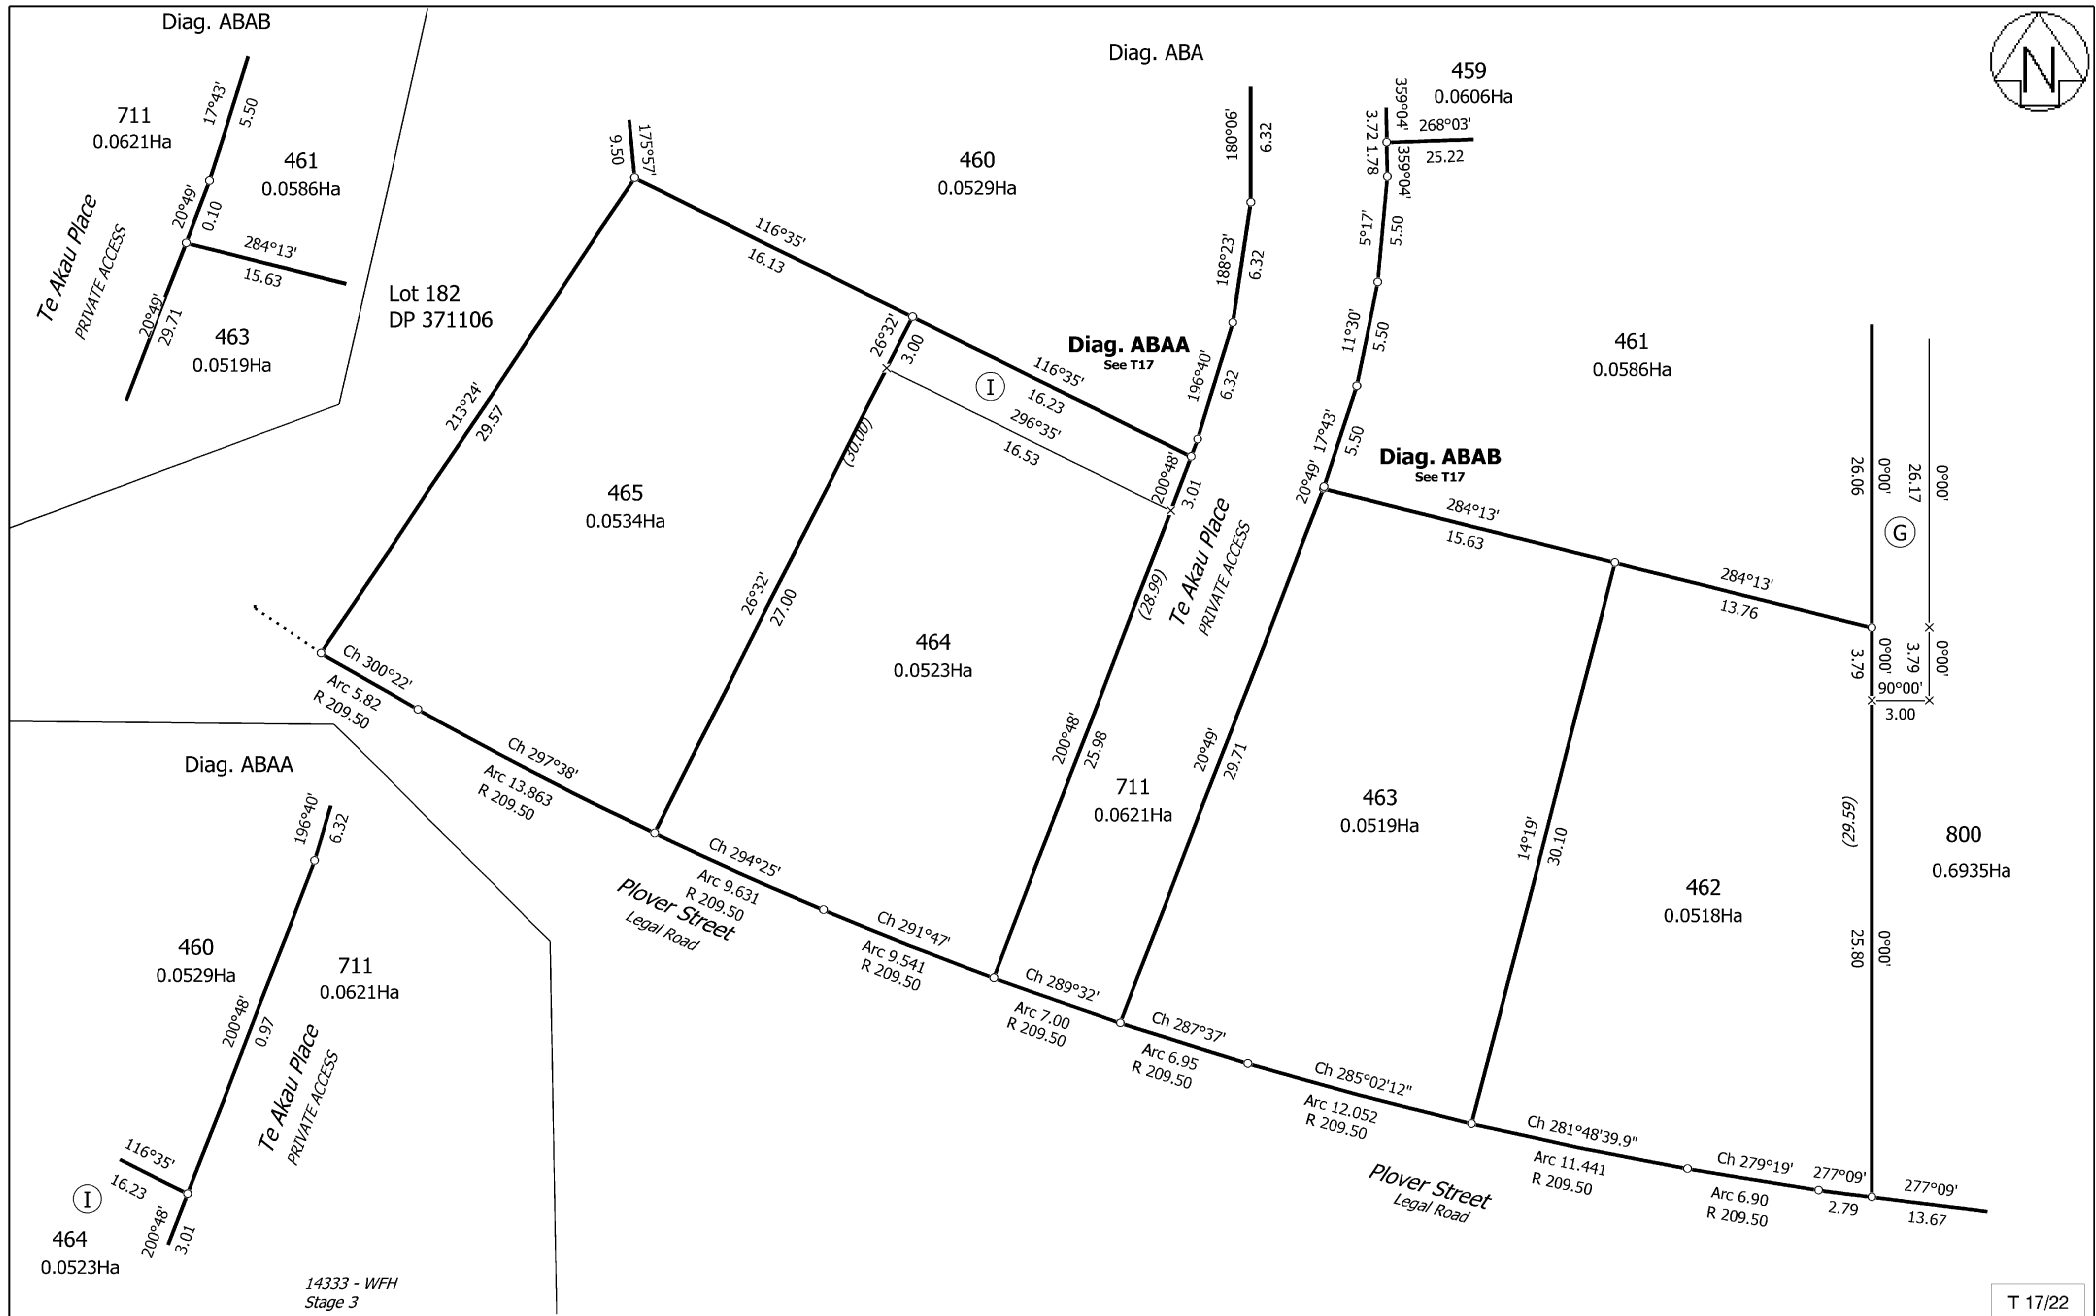 Diag. ABAB
711
0.0621Ha
17°43'
5.50
461
0.0586Ha
20°49'
0.10
284°13'
15.63
Te Akau Place
PRIVATE ACCESS
20°49'
29.71
463
0.0519Ha
Lot 182
DP 371106
Diag. ABA
N
175°57'
9.50
460
0.0529Ha
180°06'
6.32
188°23'
6.32
196°40'
6.32
359°04'
3.72
459
0.0606Ha
268°03'
25.22
359°04'
1.78
5°17'
5.50
11°30'
5.50
17°43'
5.50
20°49'
461
0.0586Ha
116°35'
16.13
26°32'
3.00
Diag. ABAA
See T17
116°35'
16.23
I
296°35'
16.53
200°48'
3.01
Diag. ABAB
See T17
284°13'
15.63
284°13'
13.76
0°00'
26.06
0°00'
26.17
G
0°00'
3.79
0°00'
3.79
90°00'
3.00
213°24'
29.57
465
0.0534Ha
(30.00)
26°32'
27.00
464
0.0523Ha
(28.99)
Te Akau Place
PRIVATE ACCESS
200°48'
25.98
711
0.0621Ha
20°49'
29.71
463
0.0519Ha
14°19'
30.10
462
0.0518Ha
(29.59)
0°00'
25.80
800
0.6935Ha
Ch 300°22'
Arc 5.82
R 209.50
Ch 297°38'
Arc 13.863
R 209.50
Ch 294°25'
Arc 9.631
R 209.50
Plover Street
Legal Road
Ch 291°47'
Arc 9.541
R 209.50
Ch 289°32'
Arc 7.00
R 209.50
Ch 287°37'
Arc 6.95
R 209.50
Ch 285°02'12"
Arc 12.052
R 209.50
Ch 281°48'39.9"
Arc 11.441
R 209.50
Ch 279°19'
Arc 6.90
R 209.50
277°09'
2.79
277°09'
13.67
Plover Street
Legal Road
Diag. ABAA
196°40'
6.32
460
0.0529Ha
711
0.0621Ha
200°48'
0.97
Te Akau Place
PRIVATE ACCESS
116°35'
16.23
I
464
0.0523Ha
200°48'
3.01
14333 - WFH
Stage 3
T 17/22